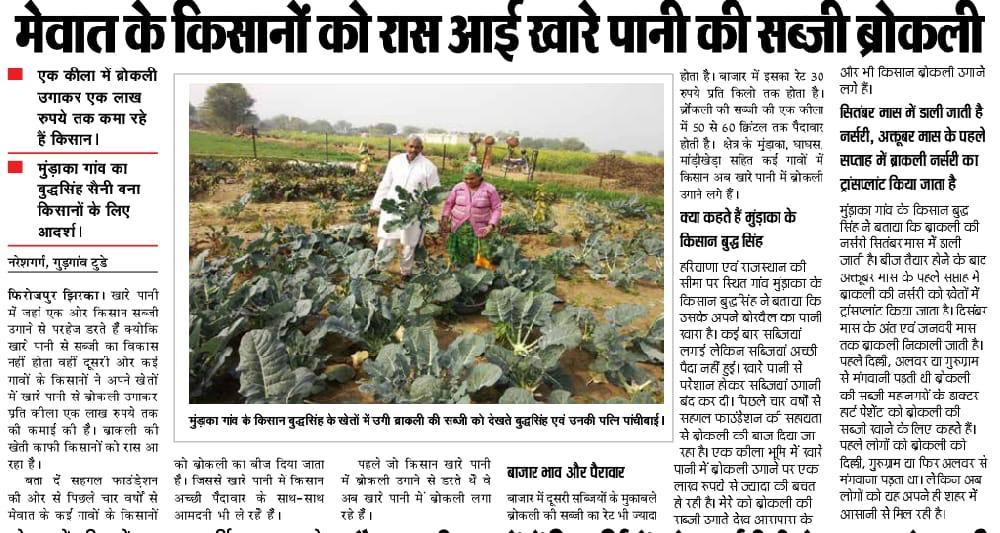 मेवात के किसानों को रास आई खारे पानी की सब्जी ब्रोकली
एक कीला में ब्रोकली
उगाकर एक लाख
रुपये तक कमा रहे
हैं किसान।
मुंड़ाका गांव का
बुद्धसिंह सैनी बना
किसानों के लिए
आदर्श।
नरेशगर्ग, गुड़गांव टुडे
फिरोजपुर झिरका। खारे पानी
में जहां एक ओर किसान सब्जी
उगाने से परहेज डरते हैं क्योकि
खारे पानी से सब्जी का विकास
नहीं होता वहीं दूसरी ओर कई
गावों के किसानों ने अपने खेतों
में खारे पानी से ब्रोकली उगाकर
प्रति कीला एक लाख रुपये तक
की कमाई की है। ब्राकली की
खेती काफी किसानों को रास आ
रहा है।
बता दें सहगल फाउंडेशन
की ओर से पिछले चार वर्षों से
मेवात के कई गावों के किसानों
मुंड़ाका गांव के किसान बुद्धसिंह के खेतों में उगी ब्राकली की सब्जी को देखते बुद्धसिंह एवं उनकी पत्नि पांचीबाई।
को ब्रोकली का बीज दिया जाता
है। जिससे खारे पानी मे किसान
अच्छी पैदावार के साथ-साथ
आमदनी भी ले रहे हैं।
पहले जो किसान खारे पानी
में ब्रोकली उगाने से डरते थे वे
अब खारे पानी मे ब्रोकली लगा
रहे है।
बाजार भाव और पैरावार
बाजार में दूसरी सब्जियों के मुकाबले
ब्रोकली की सब्जी का रेट भी ज्यादा
होता है। बाजार में इसका रेट 30
रुपये प्रति किलो तक होता है।
ब्रोकली की सब्जी की एक कीला
में 50 से 60 क्विंटल तक पैदावार
होती है। क्षेत्र के मुंडाका, घाघस,
मांड़ीखेड़ा सहित कई गावों में
किसान अब खारे पानी में ब्रोकली
उगाने लगे हैं।
क्या कहते हैं मुंड़ाका के
किसान बुद्ध सिंह
हरियाणा एवं राजस्थान की
सीमा पर स्थित गांव मुंड़ाका के
किसान बुद्धसिंह ने बताया कि
उसके अपने बोरवैल का पानी
खारा है। कई बार सब्जियां
लगाई लेकिन सब्जियां अच्छी
पैदा नहीं हुई। खारे पानी से
परेशान होकर सब्जियां उगानी
बंद कर दी। पिछले चार वर्षों से
सहगल फाउंडेशन के सहायता
से ब्रोकली की बीज दिया जा
रहा है। एक कीला भूमि में खारे
पानी में ब्रोकली उगाने पर एक
लाख रुपये से ज्यादा की बचत
हो रही है। मेरे को ब्रोकली की
सब्जी उगाते देख आसपास के
और भी किसान ब्रोकली उगाने
लगे हैं।
सितंबर मास में डाली जाती है
नर्सरी, अक्तूबर मास के पहले
सप्ताह में ब्राकली नर्सरी का
ट्रांसप्लांट किया जाता है
मुंड़ाका गांव के किसान बुद्ध
सिंह ने बताया कि ब्राकली की
नर्सरी सितंबर मास में डाली
जाती है। बीज तैयार होने के बाद
अक्तूबर मास के पहले सप्ताह में
ब्राकली की नर्सरी को खेतों में
ट्रांसप्लांट किया जाता है। दिसंबर
मास के अंत एवं जनवरी मास
तक ब्राकली निकाली जाती है।
पहले दिल्ली, अलवर या गुरुग्राम
से मंगवानी पड़ती थी ब्रोकली
की सब्जी महानगरों के डाक्टर
हार्ट पेशेंट को ब्रोकली की
सब्जी खाने के लिए कहते हैं।
पहले लोगों को ब्रोकली को
दिल्ली, गुरुग्राम या फिर अलवर से
मंगवाना पड़ता था। लेकिन अब
लोगों को यह अपने ही शहर में
आसानी से मिल रही है।